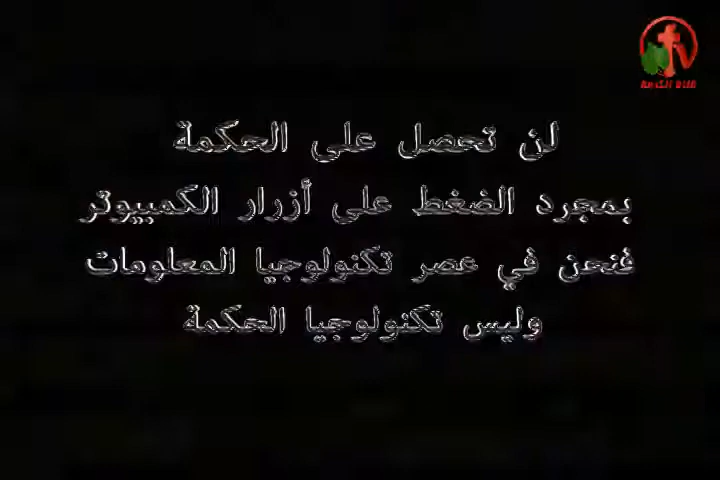 لن تحصل على الحكمة
بمجرد الضغط على أزرار الكمبيوتر
فنحن في عصر تكنولوجيا المعلومات
وليس تكنولوجيا الحكمة